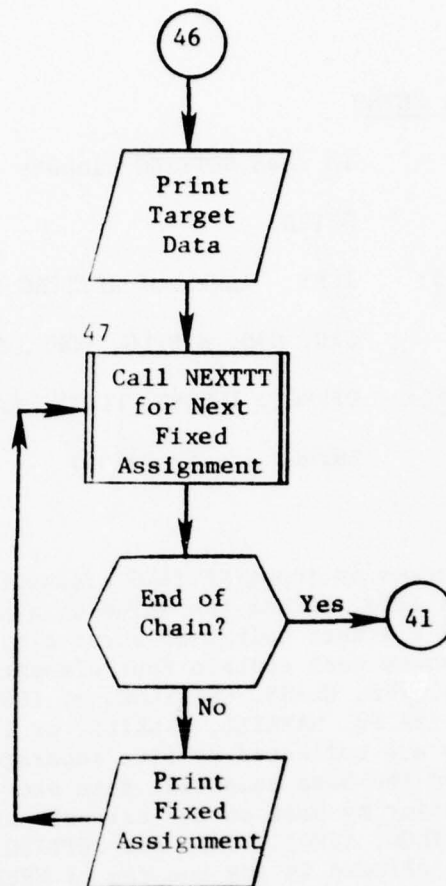 46
Print
Target
Data
47
Call NEXTTT
for Next
Fixed
Assignment
End of
Chain?
Yes
41
No
Print
Fixed
Assignment